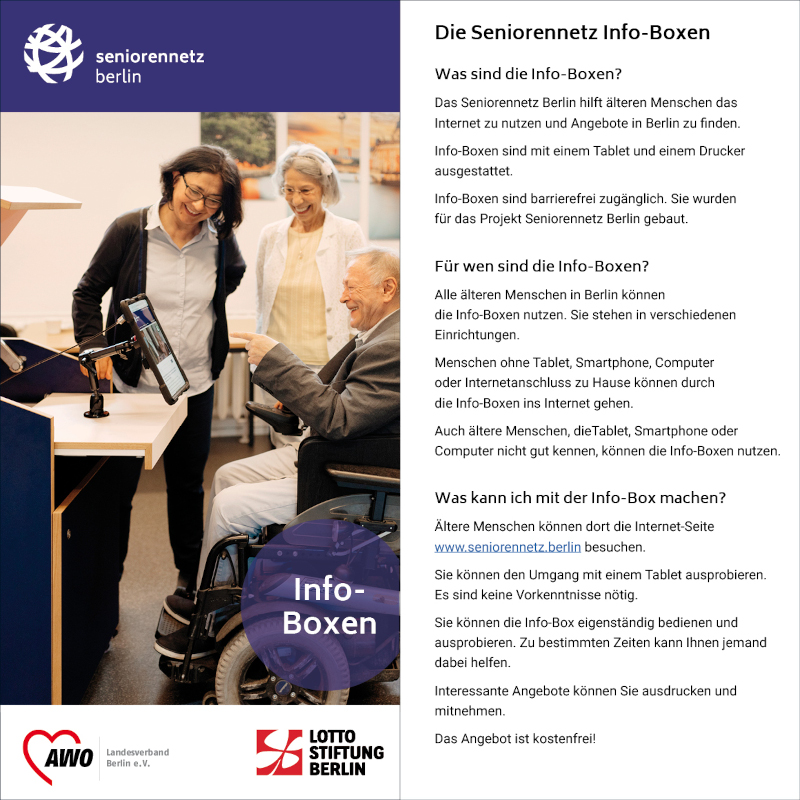 seniorennetz
berlin
Info-
Boxen
AWO
Landesverband
Berlin e.V.
LOTTO
STIFTUNG
BERLIN
Die Seniorennetz Info-Boxen
Was sind die Info-Boxen?
Das Seniorennetz Berlin hilft älteren Menschen das
Internet zu nutzen und Angebote in Berlin zu finden.
Info-Boxen sind mit einem Tablet und einem Drucker
ausgestattet.
Info-Boxen sind barrierefrei zugänglich. Sie wurden
für das Projekt Seniorennetz Berlin gebaut.
Für wen sind die Info-Boxen?
Alle älteren Menschen in Berlin können
die Info-Boxen nutzen. Sie stehen in verschiedenen
Einrichtungen.
Menschen ohne Tablet, Smartphone, Computer
oder Internetanschluss zu Hause können durch
die Info-Boxen ins Internet gehen.
Auch ältere Menschen, dieTablet, Smartphone oder
Computer nicht gut kennen, können die Info-Boxen nutzen.
Was kann ich mit der Info-Box machen?
Ältere Menschen können dort die Internet-Seite
www.seniorennetz.berlin besuchen.
Sie können den Umgang mit einem Tablet ausprobieren.
Es sind keine Vorkenntnisse nötig.
Sie können die Info-Box eigenständig bedienen und
ausprobieren. Zu bestimmten Zeiten kann Ihnen jemand
dabei helfen.
Interessante Angebote können Sie ausdrucken und
mitnehmen.
Das Angebot ist kostenfrei!